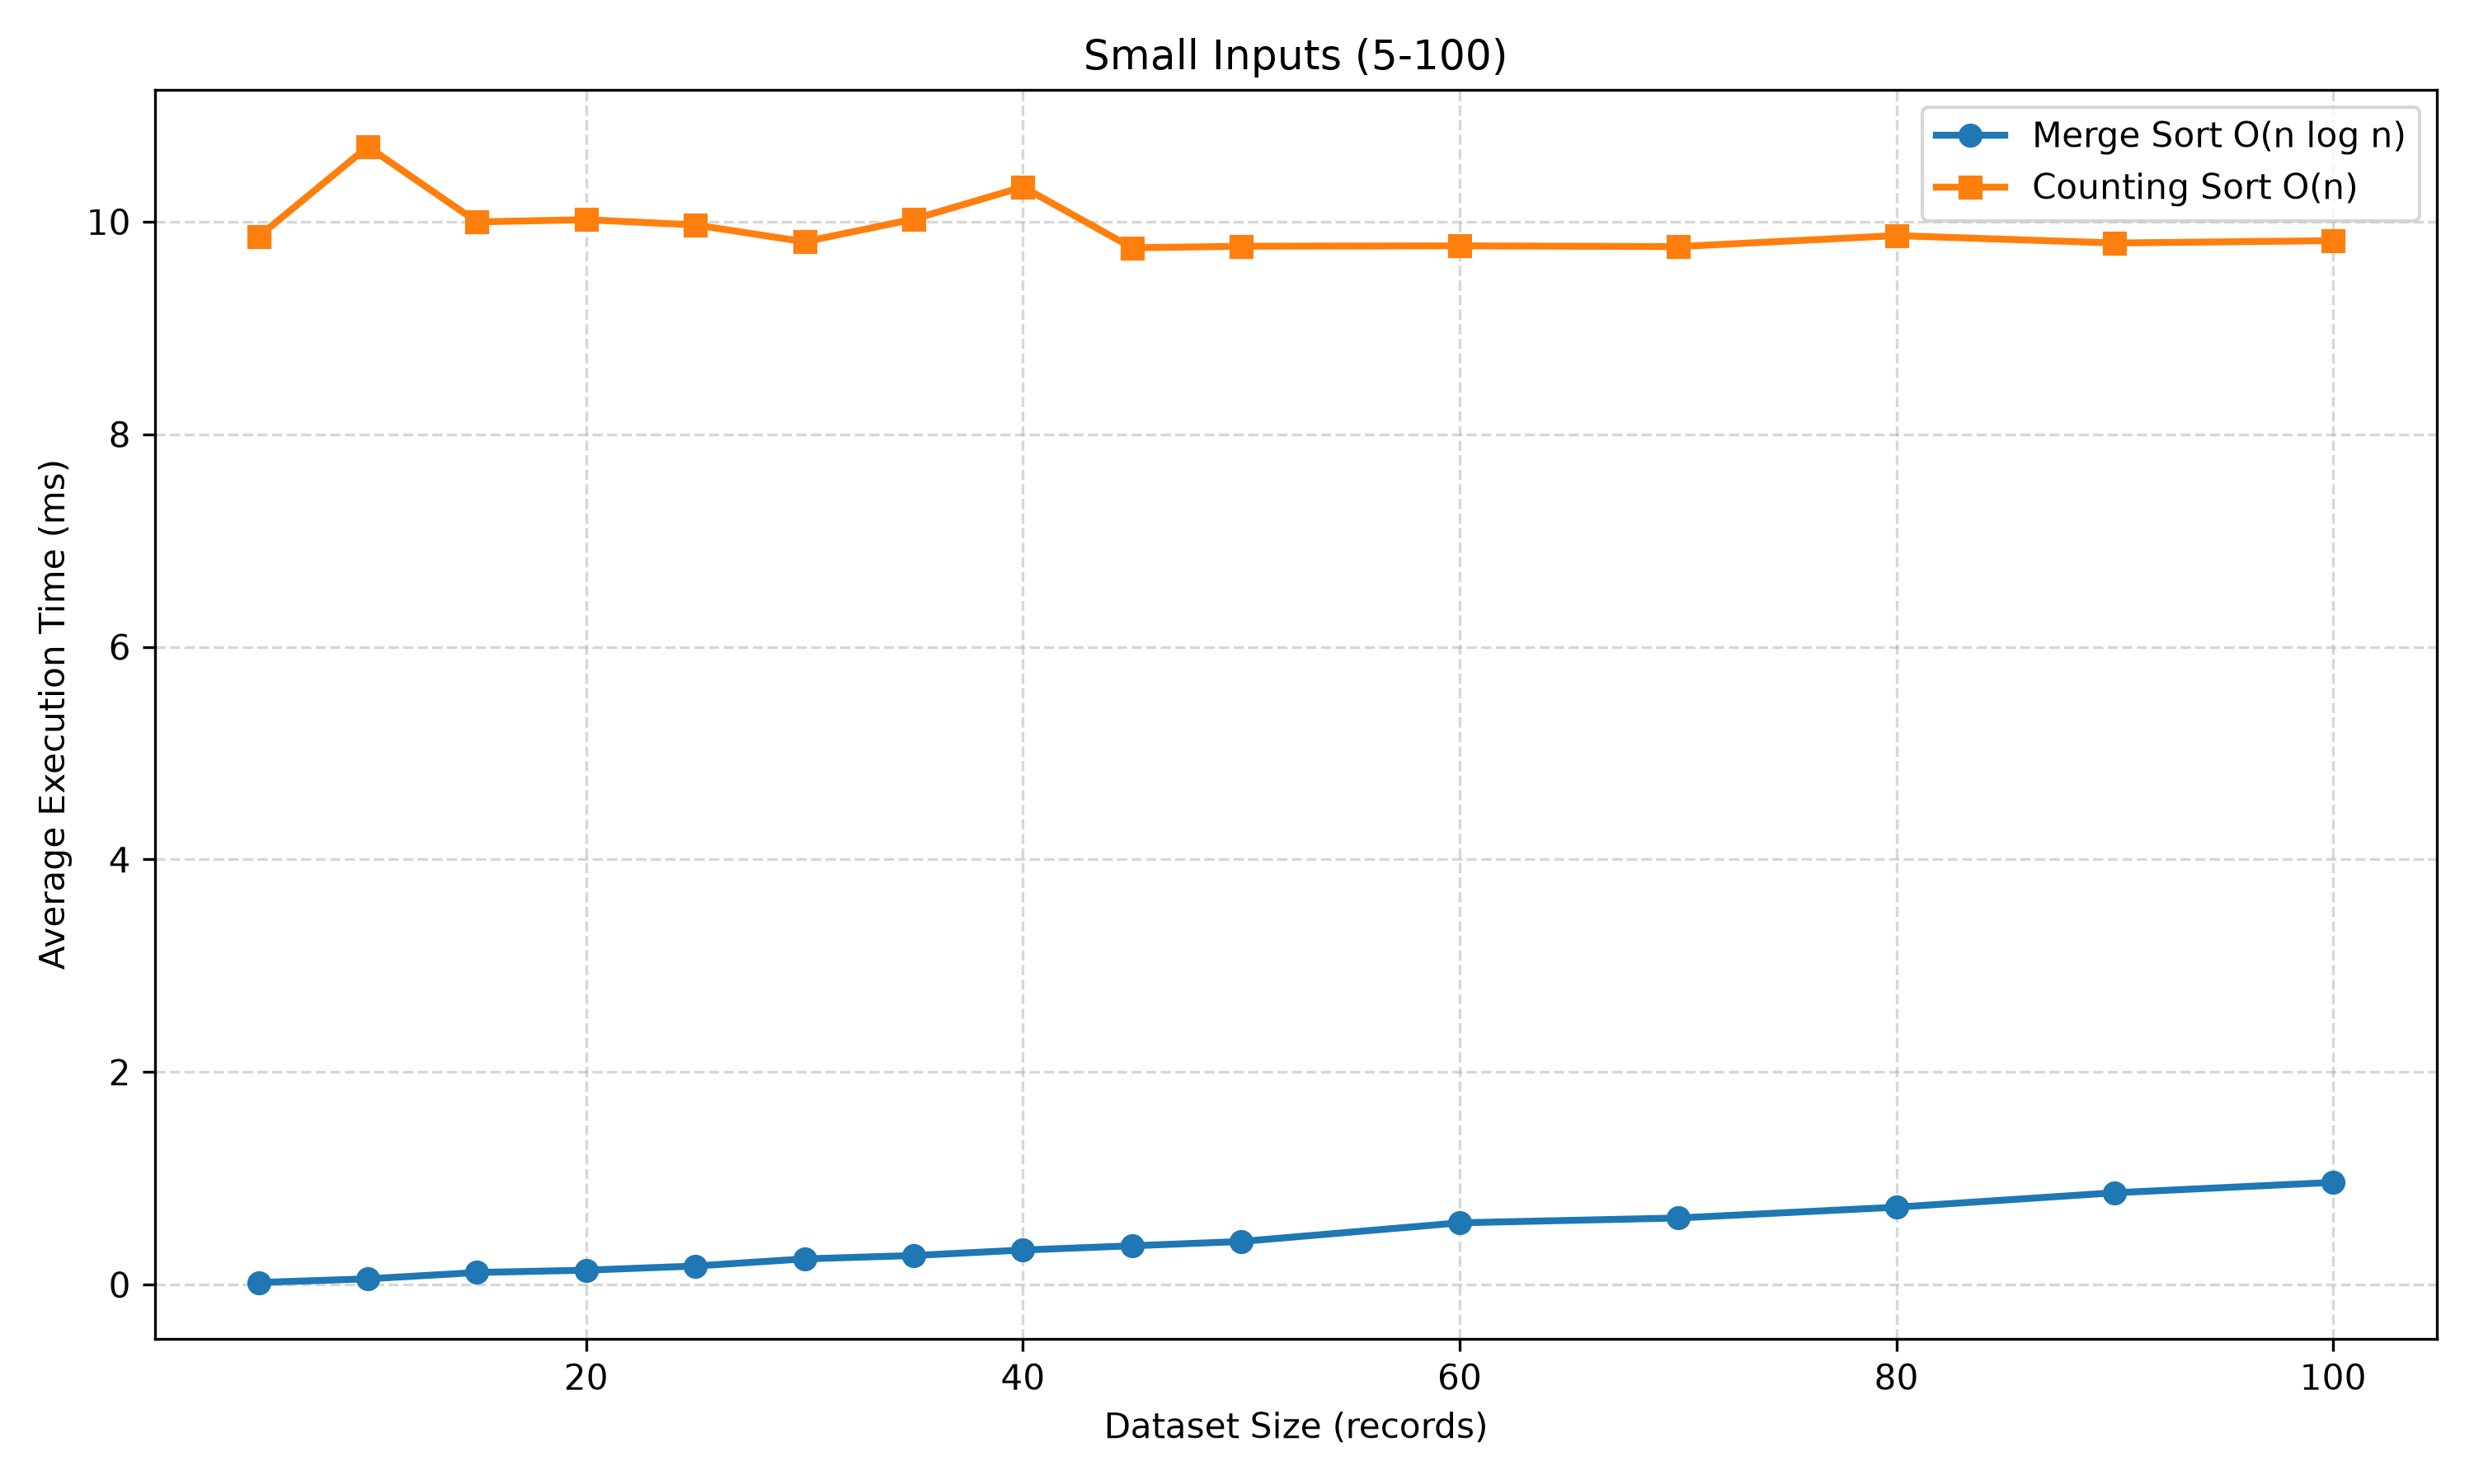 Small Inputs (5-100)
Merge Sort O(n log n)
Counting Sort O(n)
10
8
6
4
2
0
Average Execution Time (ms)
20 40 60 80 100
Dataset Size (records)